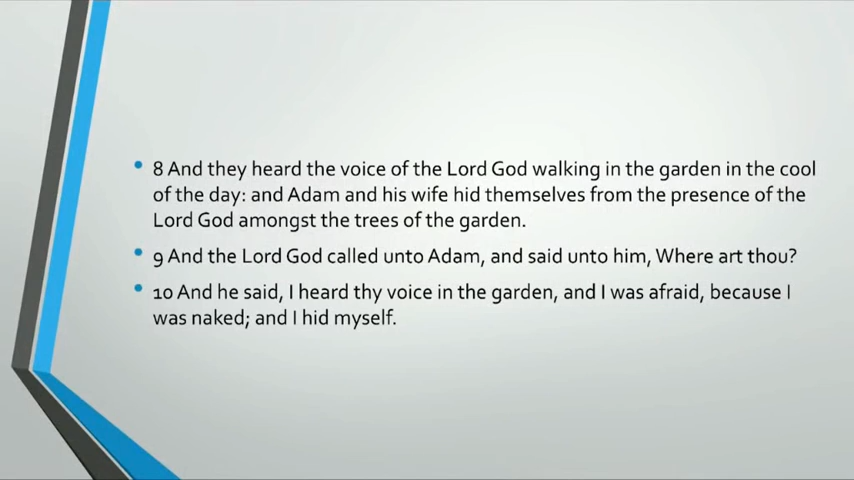 • 8 And they heard the voice of the Lord God walking in the garden in the cool
of the day: and Adam and his wife hid themselves from the presence of the
Lord God amongst the trees of the garden.
• 9 And the Lord God called unto Adam, and said unto him, Where art thou?
• 10 And he said, I heard thy voice in the garden, and I was afraid, because I
was naked; and I hid myself.